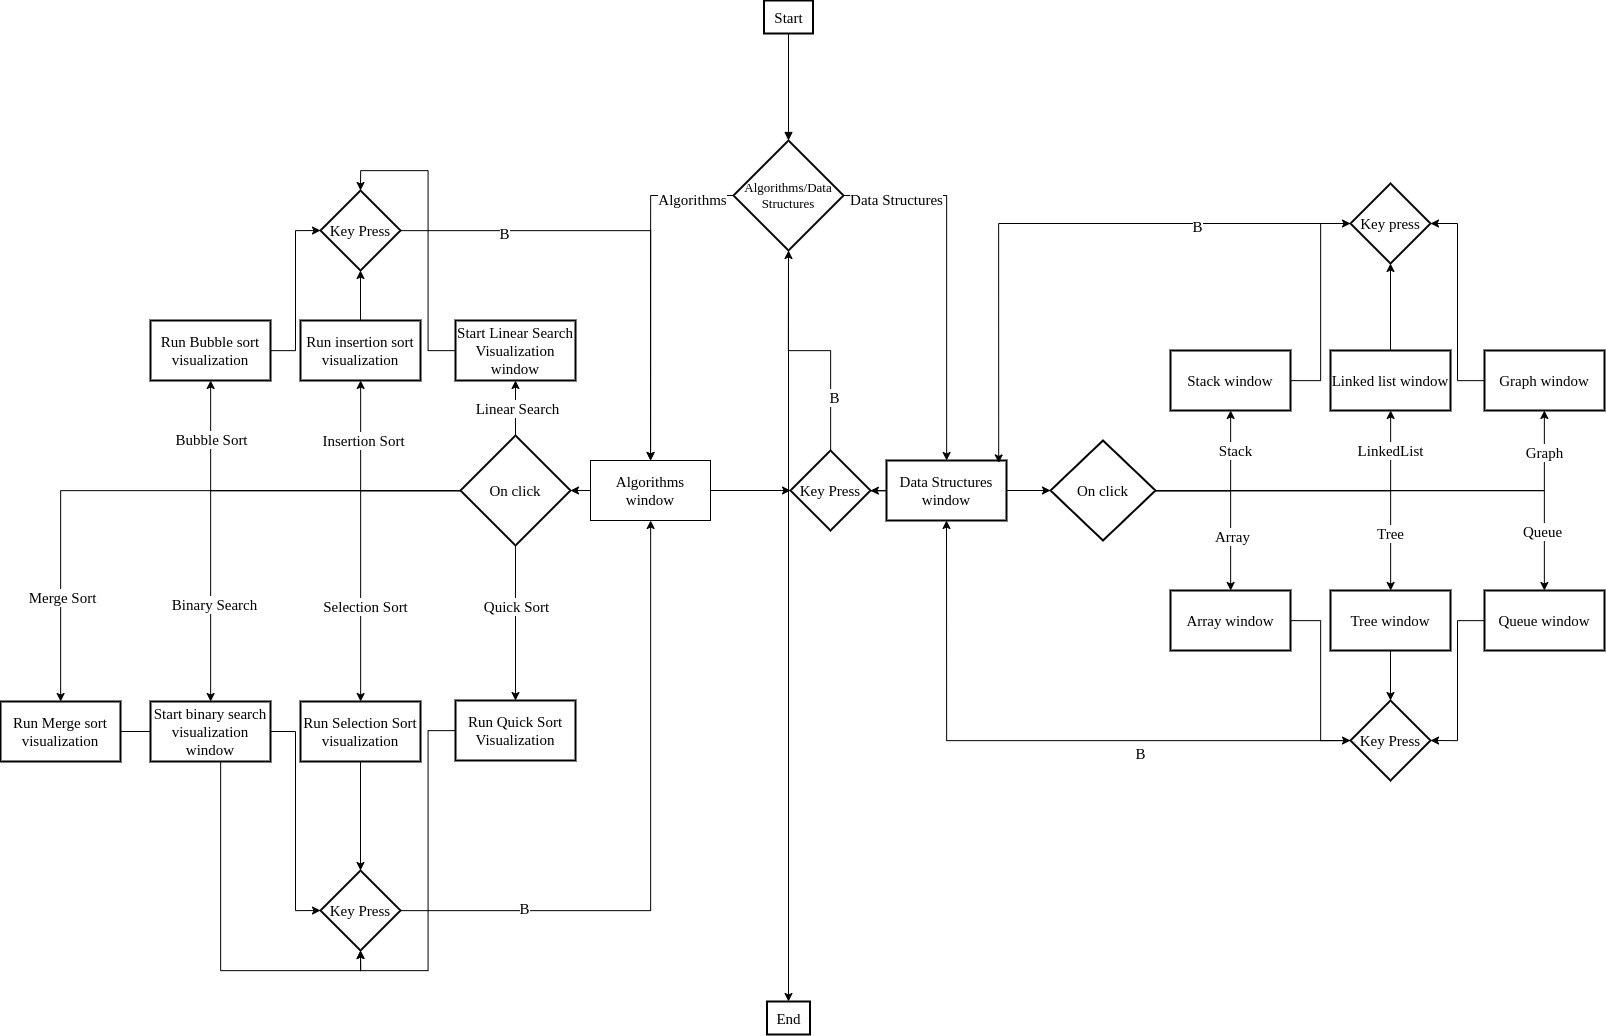 Start
Algorithms/Data
Structures
Algorithms
Data Structures
Key Press
B
B
Key press
Run Bubble sort
visualization
Run insertion sort
visualization
Start Linear Search
Visualization
window
Stack window
Linked list window
Graph window
B
Linear Search
Bubble Sort
Insertion Sort
Stack
LinkedList
Graph
On click
Algorithms
window
Key Press
Data Structures
window
On click
Array
Tree
Queue
Merge Sort
Binary Search
Selection Sort
Quick Sort
Array window
Tree window
Queue window
Run Merge sort
visualization
Start binary search
visualization
window
Run Selection Sort
visualization
Run Quick Sort
Visualization
Key Press
B
Key Press
B
End